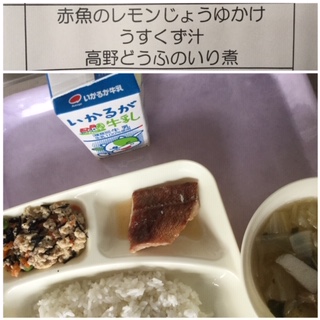 赤魚のレモンじょうゆかけ
うすくず汁
高野どうふのいり煮
いかるが牛乳
いかるが
牛乳